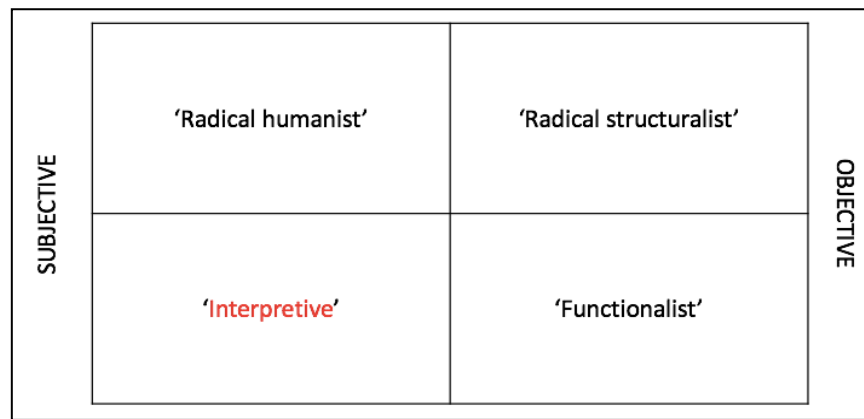 ‘Radical humanist’
‘Radical structuralist’
SUBJECTIVE
OBJECTIVE
‘Interpretive’
‘Functionalist’